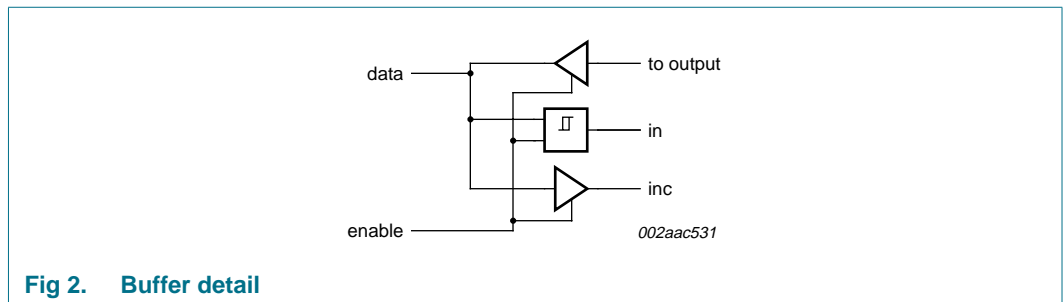 to output
data
in
inc
enable
002aac531
Fig 2. Buffer detail